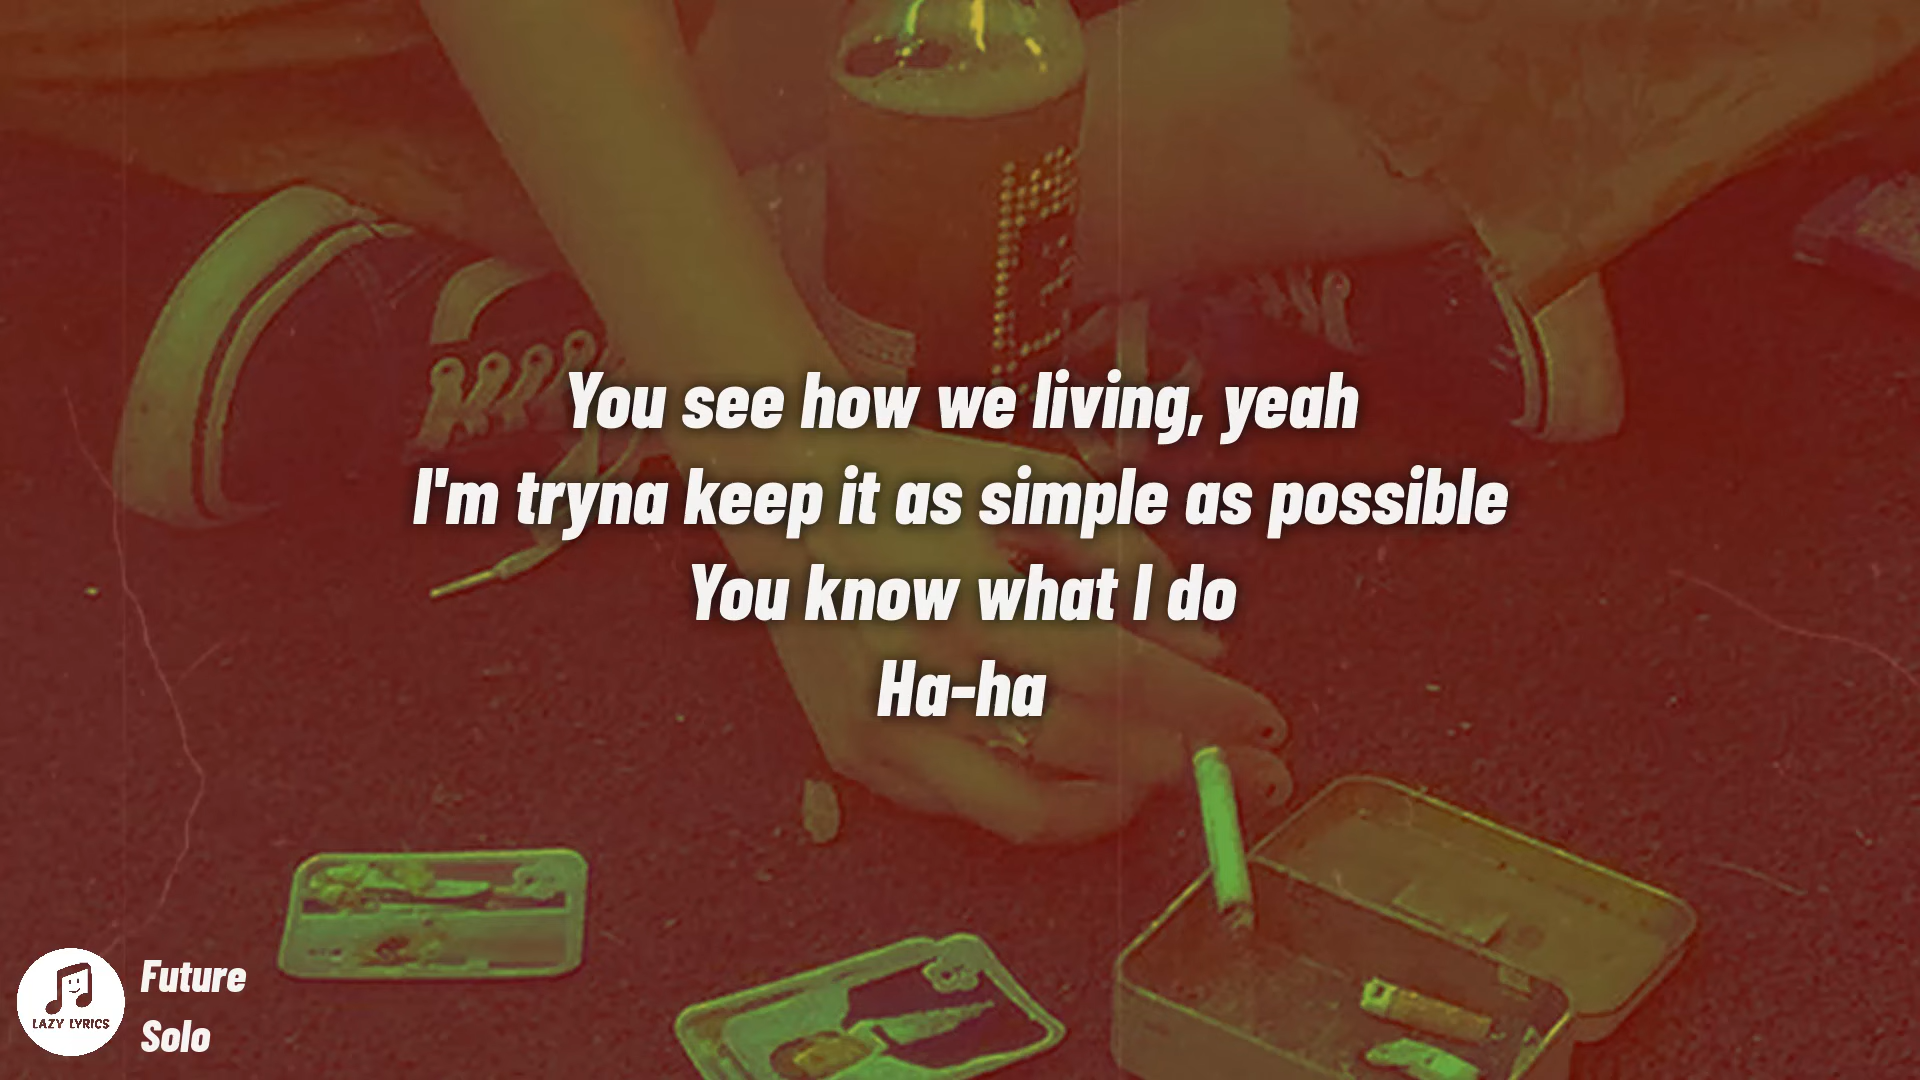 You see how we living, yeah
I'm tryna keep it as simple as possible
You know what I do
Ha-ha
LAZY LYRICS
Future
Solo